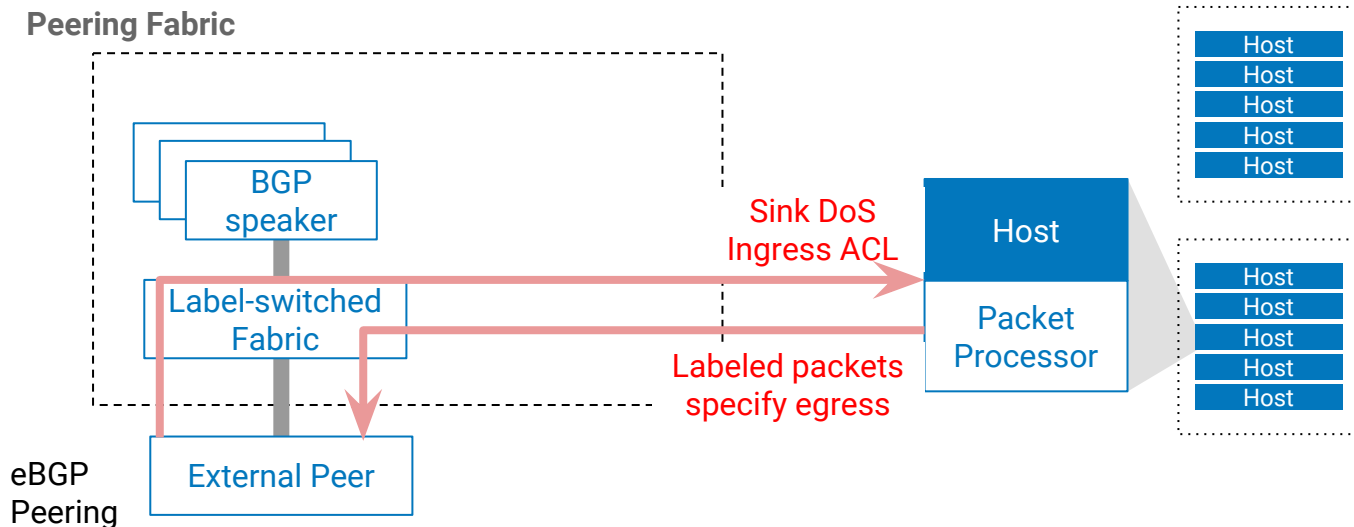 Peering Fabric
BGP
speaker
Label-switched
Fabric
External Peer
eBGP
Peering
Sink DoS
Ingress ACL
Labeled packets
specify egress
Host
Packet
Processor
Host
Host
Host
Host
Host
Host
Host
Host
Host
Host